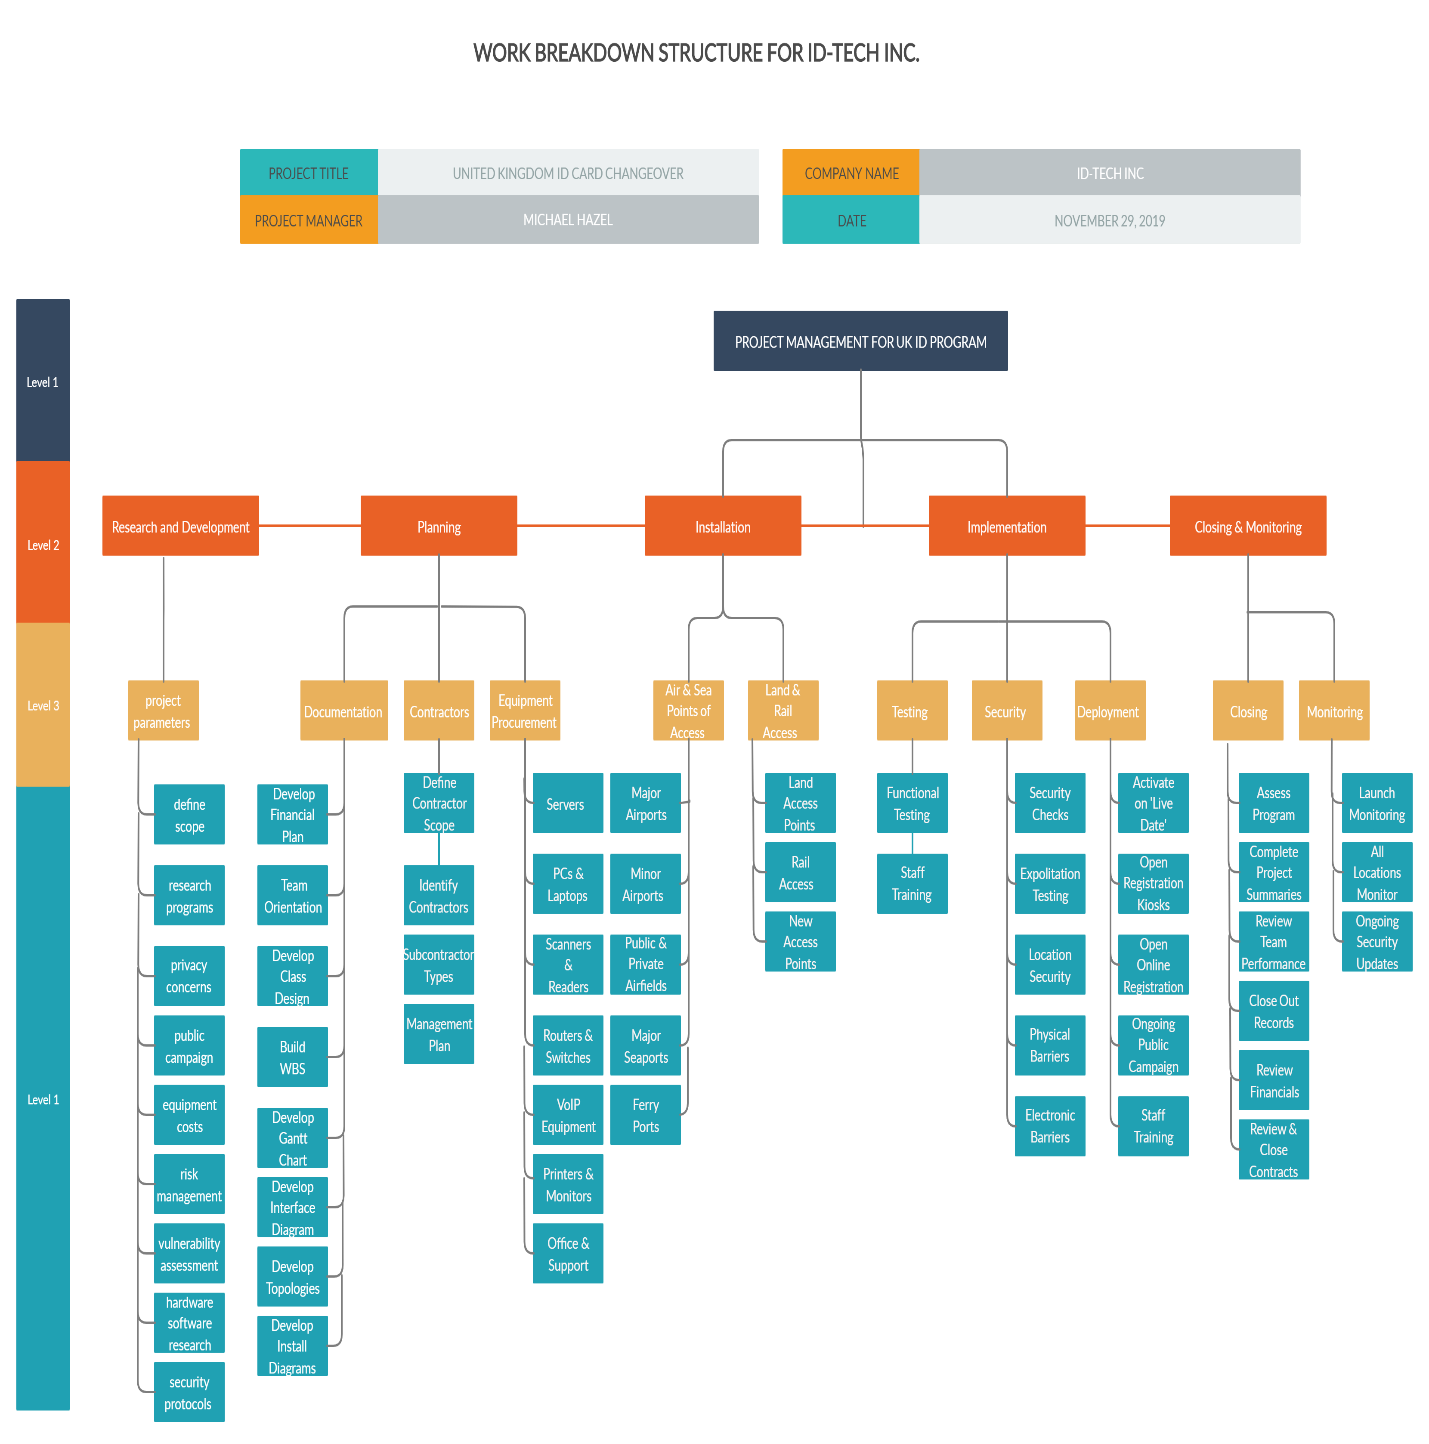 WORK BREAKDOWN STRUCTURE FOR ID-TECH INC.
PROJECT TITLE
UNITED KINGDOM ID CARD CHANGEOVER
PROJECT MANAGER
MICHAEL HAZEL
COMPANY NAME
ID-TECH INC
DATE
NOVEMBER 29, 2019
Level 1
PROJECT MANAGEMENT FOR UK ID PROGRAM
Level 2
Research and Development
Planning
Installation
Implementation
Closing & Monitoring
Level 3
project
parameters
Documentation
Contractors
Equipment
Procurement
Air & Sea
Points of
Access
Land &
Rail
Access
Testing
Security
Deployment
Closing
Monitoring
Level 1
define
scope
research
programs
privacy
concerns
public
campaign
equipment
costs
risk
management
vulnerability
assessment
hardware
software
research
security
protocols
Develop
Financial
Plan
Team
Orientation
Develop
Class
Design
Build
WBS
Develop
Gantt
Chart
Develop
Interface
Diagram
Develop
Topologies
Develop
Install
Diagrams
Define
Contractor
Scope
Identify
Contractors
Subcontractor
Types
Management
Plan
Servers
PCs &
Laptops
Scanners
&
Readers
Routers &
Switches
VoIP
Equipment
Printers &
Monitors
Office &
Support
Major
Airports
Minor
Airports
Public &
Private
Airfields
Major
Seaports
Ferry
Ports
Land
Access
Points
Rail
Access
New
Access
Points
Functional
Testing
Staff
Training
Security
Checks
Expolitation
Testing
Location
Security
Physical
Barriers
Electronic
Barriers
Activate
on 'Live
Date'
Open
Registration
Kiosks
Open
Online
Registration
Ongoing
Public
Campaign
Staff
Training
Assess
Program
Complete
Project
Summaries
Review
Team
Performance
Close Out
Records
Review
Financials
Review &
Close
Contracts
Launch
Monitoring
All
Locations
Monitor
Ongoing
Security
Updates